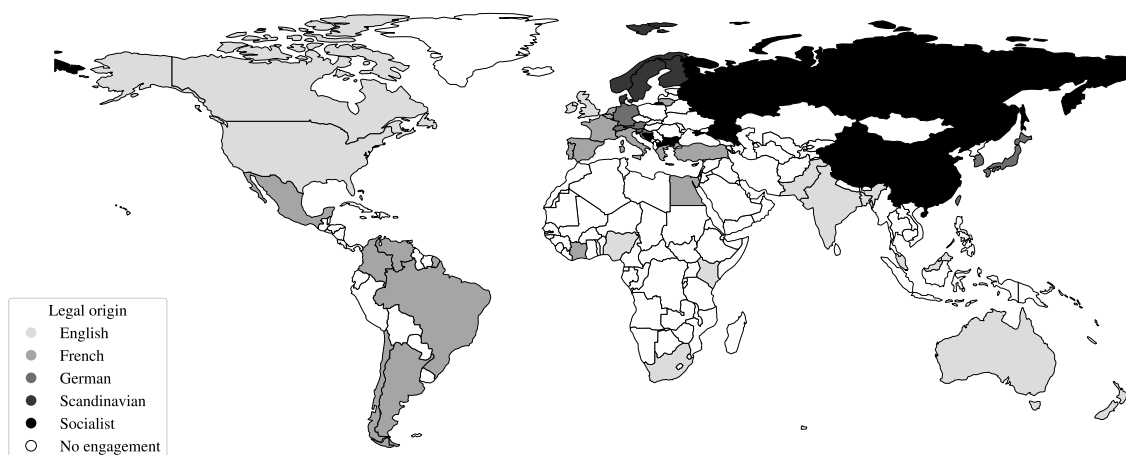 Legal origin
English
French
German
Scandinavian
Socialist
No engagement